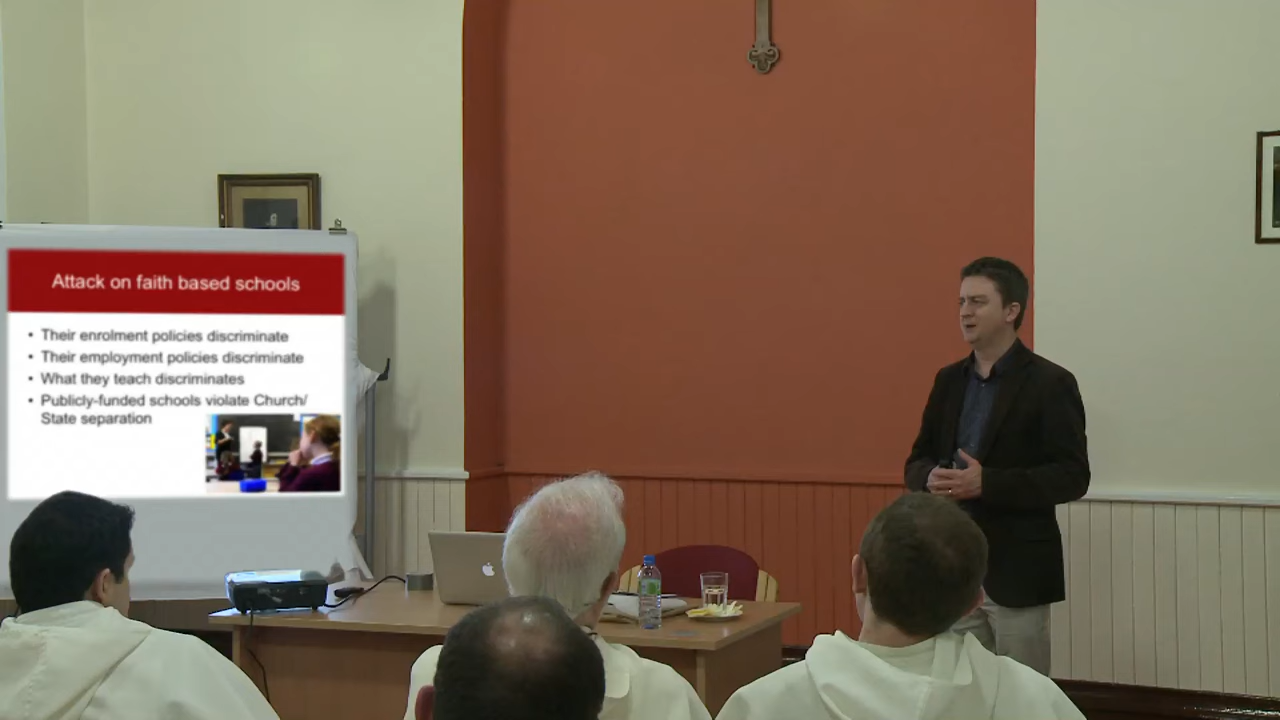 Attack on faith based schools
• Their enrolment policies discriminate
• Their employment policies discriminate
• What they teach discriminates
• Publicly-funded schools violate Church/
State separation